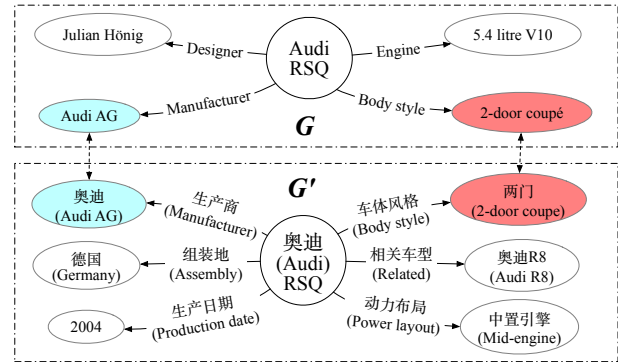 Julian Hönig
Designer
Audi
RSQ
Engine
5.4 litre V10
Audi AG
Manufacturer
Body style
2-door coupé
G
G'
奥迪
(Audi AG)
生产商
(Manufacturer)
车体风格
(Body style)
两门
(2-door coupe)
德国
(Germany)
组装地
(Assembly)
奥迪
(Audi)
RSQ
相关车型
(Related)
奥迪R8
(Audi R8)
2004
生产日期
(Production date)
动力布局
(Power layout)
中置引擎
(Mid-engine)